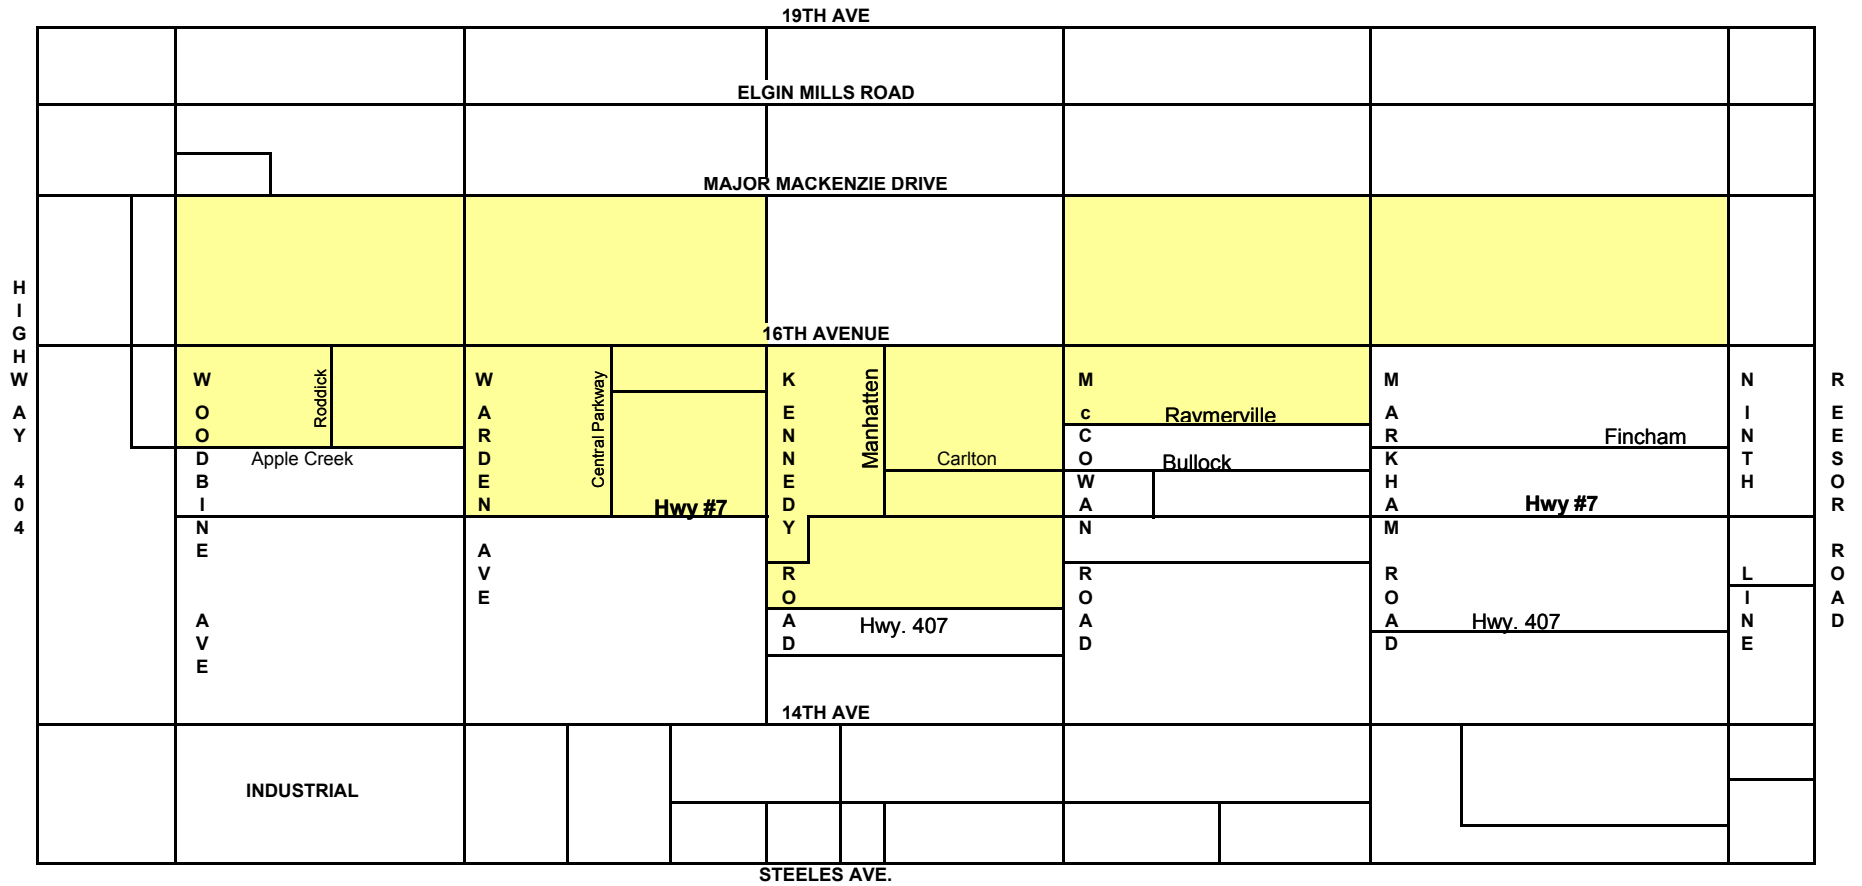 19TH AVE
ELGIN MILLS ROAD
MAJOR MACKENZIE DRIVE
16TH AVENUE
HIGHWAY 404
WOODBINE AVE
Roddick
Apple Creek
WARDEN AVE
Central Parkway
Hwy #7
KENNEDY ROAD
Manhatten
Carlton
Hwy. 407
McCOWAN ROAD
Raymerville
Bullock
MARKHAM ROAD
Fincham
Hwy #7
Hwy. 407
NINTH LINE
REESOR ROAD
14TH AVE
INDUSTRIAL
STEELES AVE.